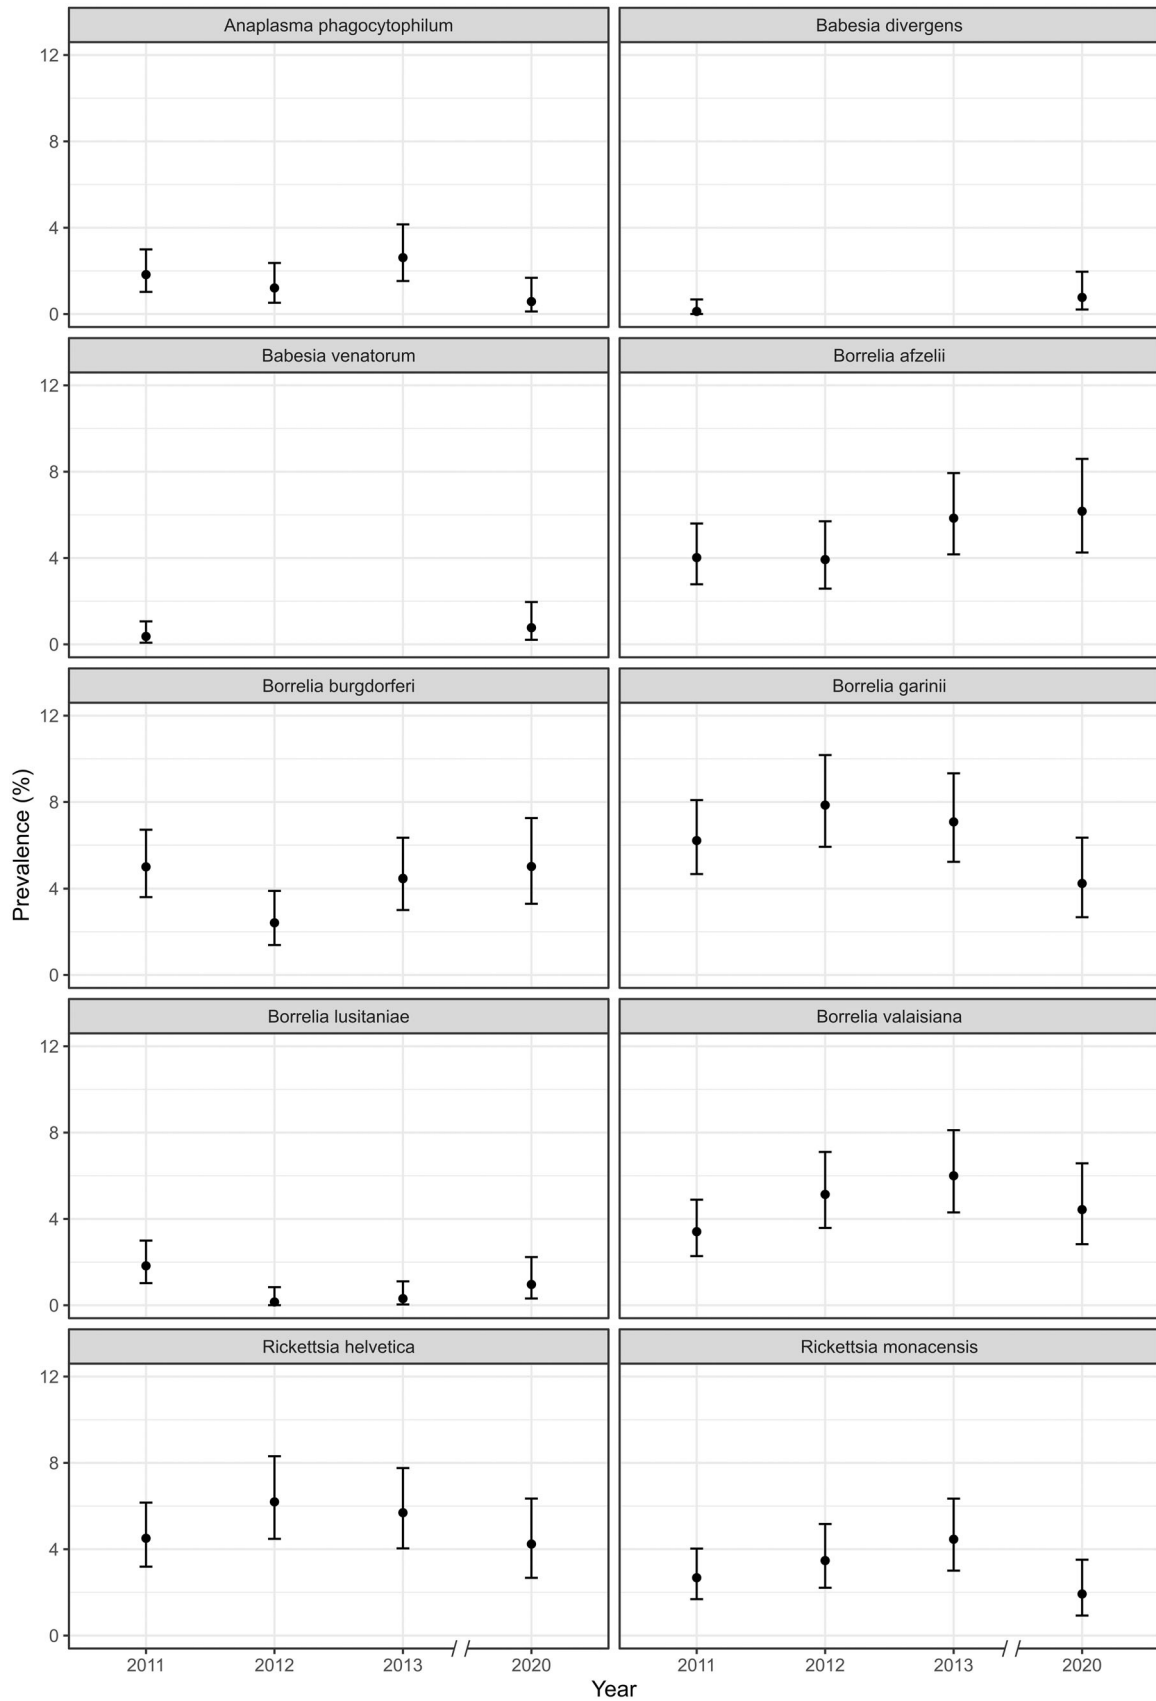 Anaplasma phagocytophilum
Babesia divergens
12
8
4
0
Babesia venatorum
Borrelia afzelii
12
8
4
0
Borrelia burgdorferi
Borrelia garinii
12
8
4
0
Prevalence (%)
Borrelia lusitaniae
Borrelia valaisiana
12
8
4
0
Rickettsia helvetica
Rickettsia monacensis
12
8
4
0
2011 2012 2013 // 2020
2011 2012 2013 // 2020
Year